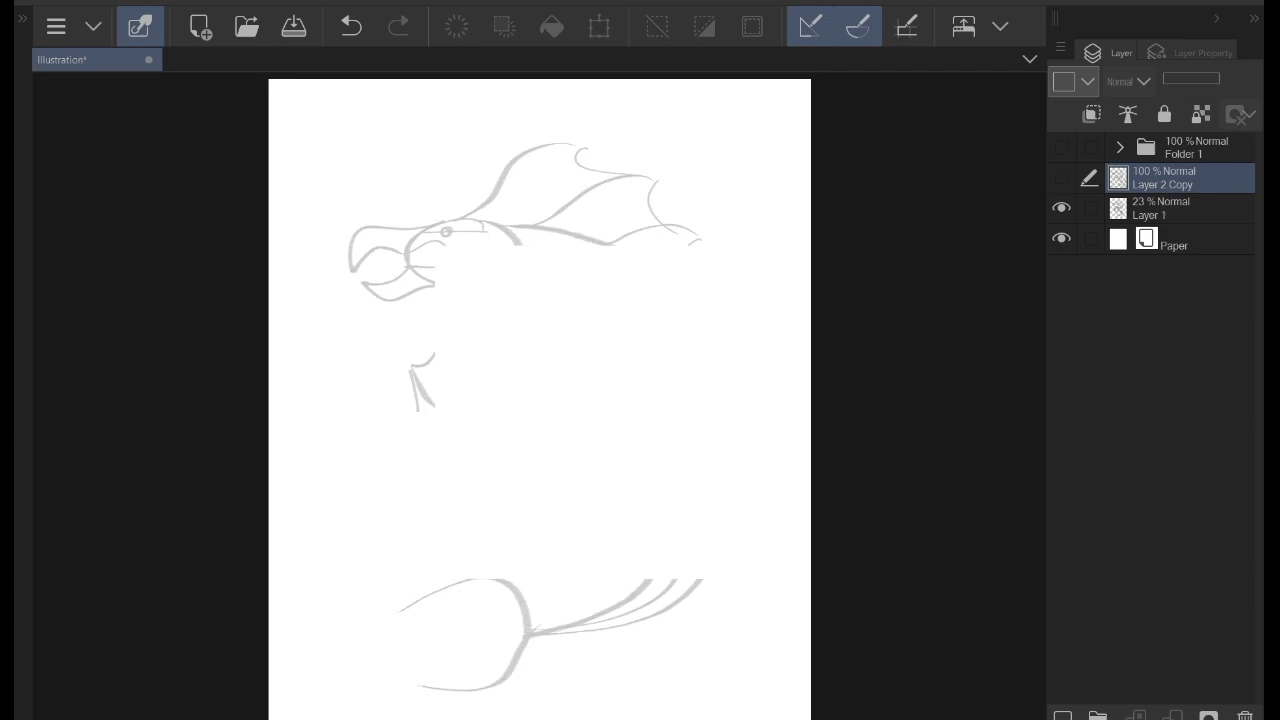 Illustration*
Layer
Layer Property
Normal
100 %Normal
Folder 1
100 %Normal
Layer 2 Copy
23 %Normal
Layer 1
Paper